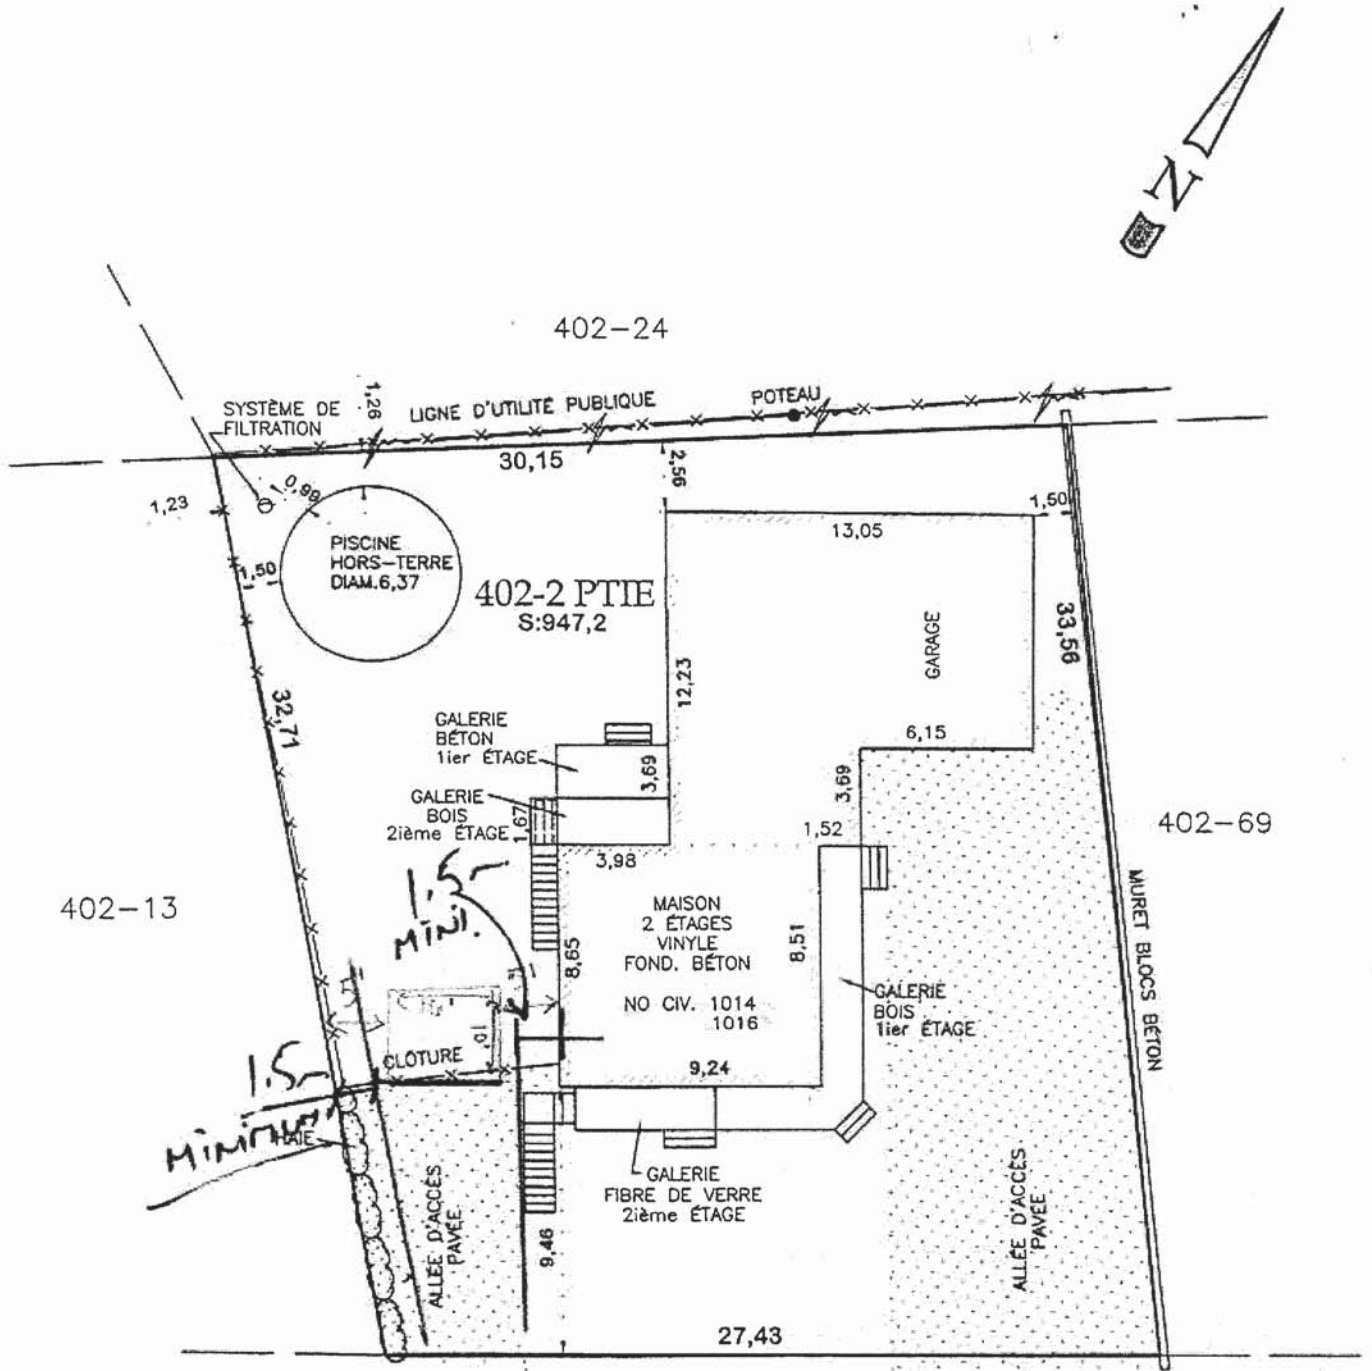 N
402-24
SYSTÈME DE
FILTRATION
1,26
LIGNE D'UTILITÉ PUBLIQUE
POTEAU
30,15
2,56
1,23
0,99
1,50
13,05
1,50
PISCINE
HORS-TERRE
DIAM.6,37
402-2 PTIE
S:947,2
33,56
GARAGE
12,23
32,71
GALERIE
BÉTON
1ier ÉTAGE
3,69
6,15
3,69
GALERIE
BOIS
2ième ÉTAGE
1,67
3,98
1,52
402-69
402-13
1.5
MINI.
8,65
MAISON
2 ÉTAGES
VINYLE
FOND. BÉTON
NO CIV. 1014
1016
8,51
GALERIE
BOIS
1ier ÉTAGE
MURET BLOCS BÉTON
10'
CLOTURE
9,24
1.5
MINIMUM
HAIE
GALERIE
FIBRE DE VERRE
2ième ÉTAGE
ALLÉE D'ACCÈS
PAVÉE
9,46
ALLÉE D'ACCÈS
PAVÉE
27,43